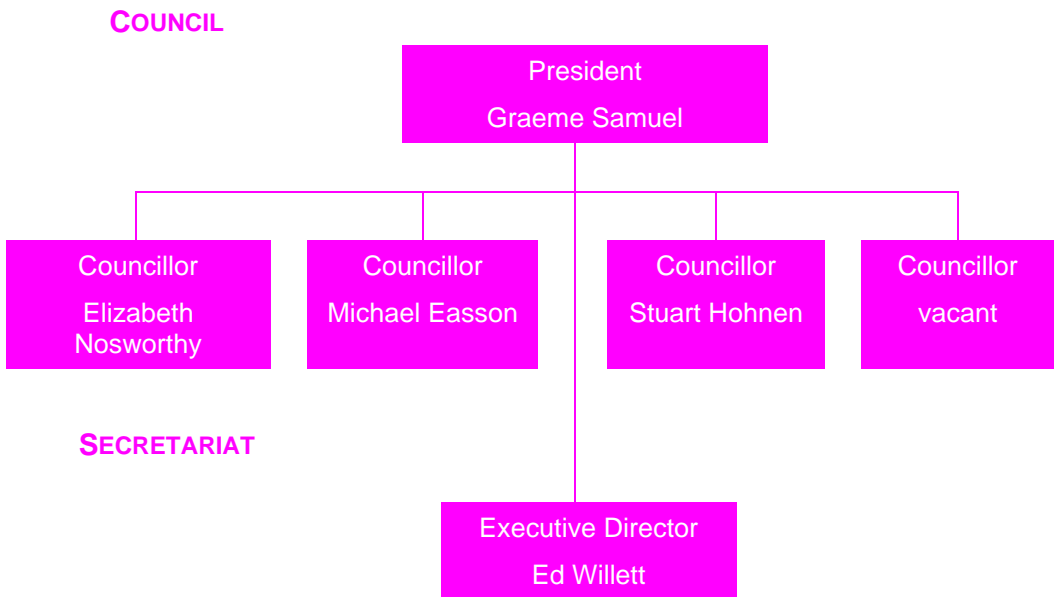 COUNCIL
President
Graeme Samuel
Councillor
Elizabeth
Nosworthy
Councillor
Michael Easson
Councillor
Stuart Hohnen
Councillor
vacant
SECRETARIAT
Executive Director
Ed Willett